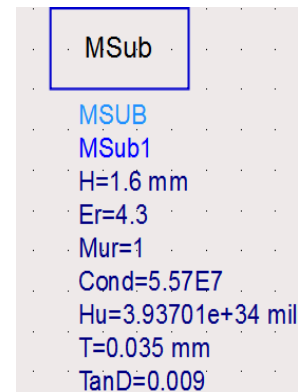 MSub
MSUB
MSub1
H=1.6 mm
Er=4.3
Mur=1
Cond=5.57E7
Hu=3.93701e+34 mil
T=0.035 mm
TanD=0.009